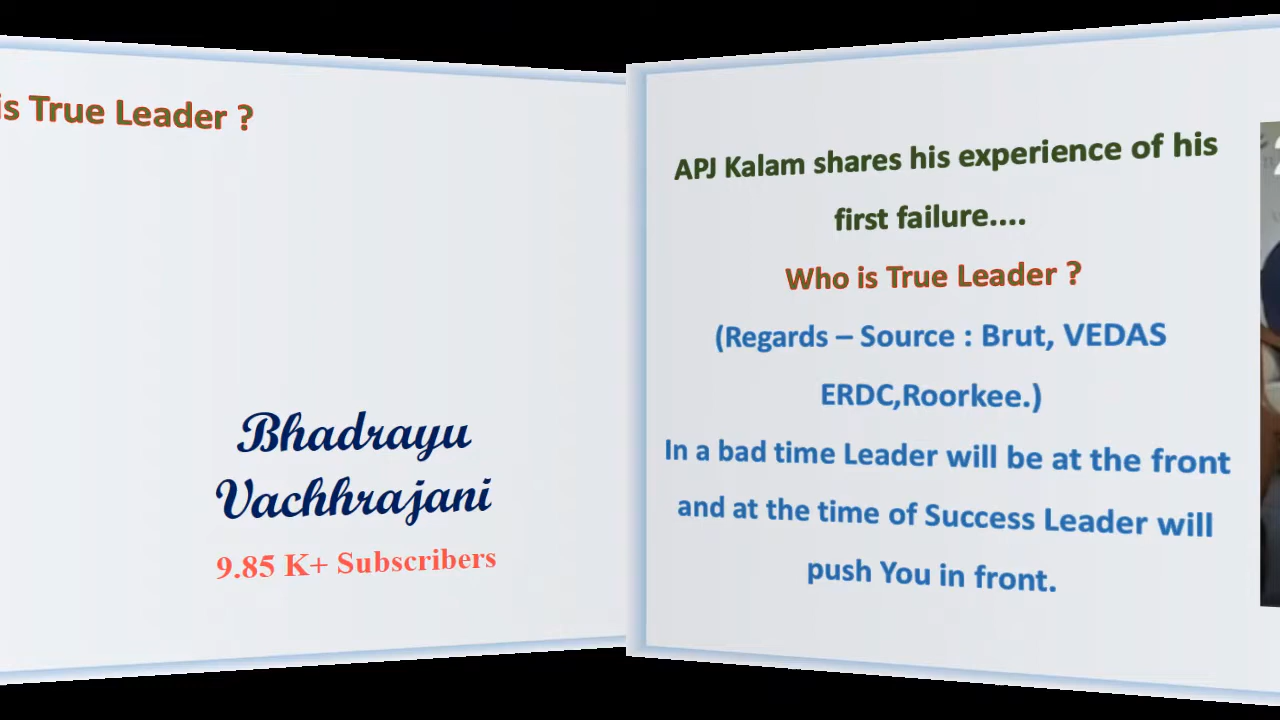 is True Leader ?
Bhadrayu
Vachhrajani
9.85 K+ Subscribers
APJ Kalam shares his experience of his
first failure....
Who is True Leader ?
(Regards – Source : Brut, VEDAS
ERDC,Roorkee.)
In a bad time Leader will be at the front
and at the time of Success Leader will
push You in front.